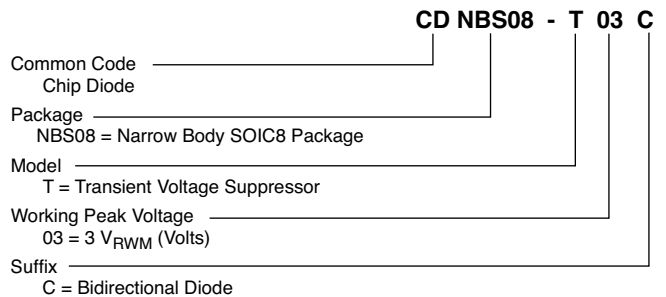 CD NBS08 - T 03 C
Common Code
Chip Diode
Package
NBS08 = Narrow Body SOIC8 Package
Model
T = Transient Voltage Suppressor
Working Peak Voltage
03 = 3 VRWM (Volts)
Suffix
C = Bidirectional Diode